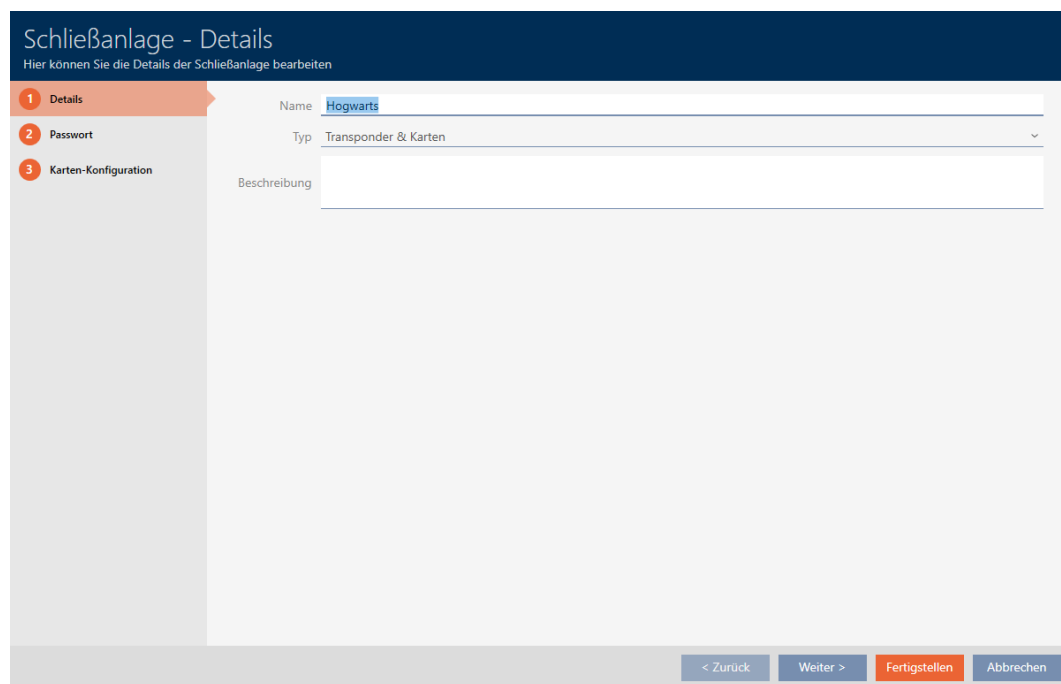 Schließanlage - Details
Hier können Sie die Details der Schließanlage bearbeiten
1 Details
2 Passwort
3 Karten-Konfiguration
Name Hogwarts
Typ Transponder & Karten
Beschreibung
< Zurück Weiter > Fertigstellen Abbrechen